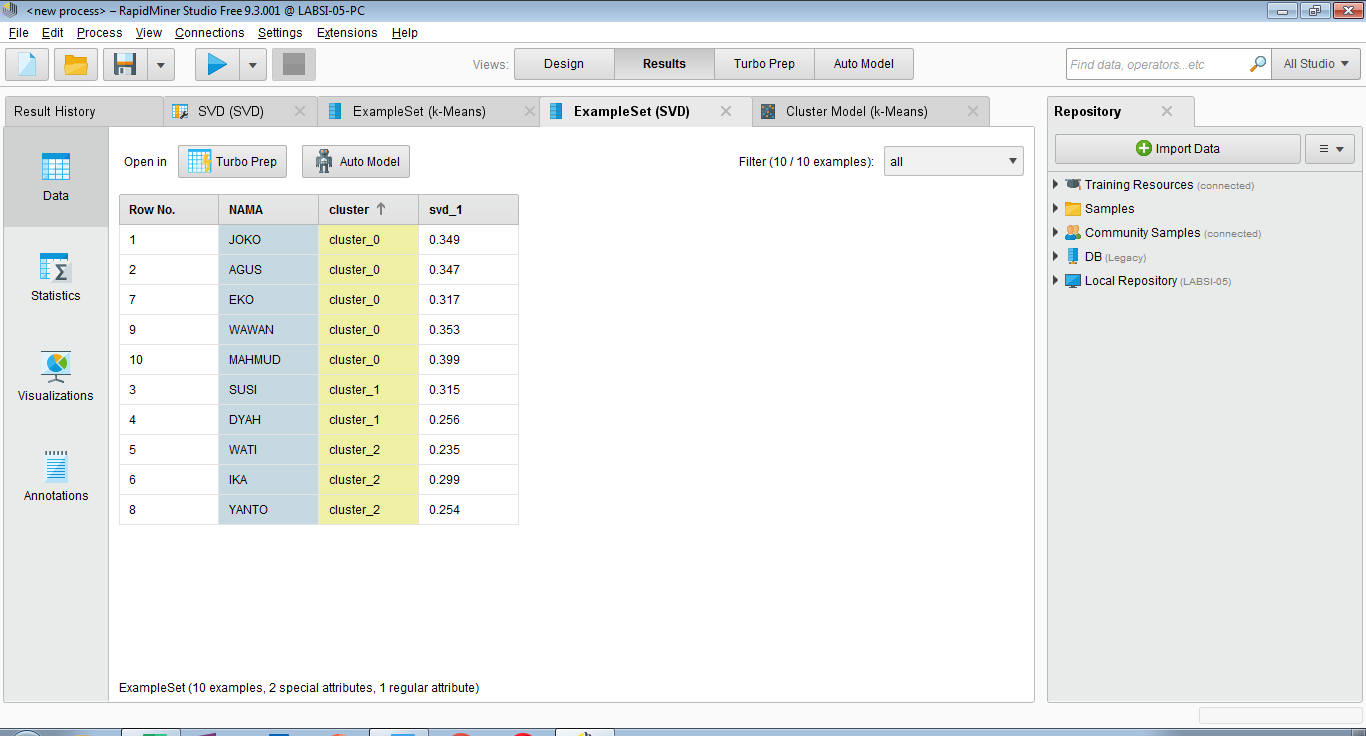 <new process> – RapidMiner Studio Free 9.3.001 @ LABSI-05-PC
File Edit Process View Connections Settings Extensions Help
Views: Design Results Turbo Prep Auto Model
Find data, operators...etc All Studio
Result History SVD (SVD) ExampleSet (k-Means) ExampleSet (SVD) Cluster Model (k-Means)
Data
Statistics
Visualizations
Annotations
Open in Turbo Prep Auto Model Filter (10 / 10 examples): all
Row No. NAMA cluster svd_1
1 JOKO cluster_0 0.349
2 AGUS cluster_0 0.347
7 EKO cluster_0 0.317
9 WAWAN cluster_0 0.353
10 MAHMUD cluster_0 0.399
3 SUSI cluster_1 0.315
4 DYAH cluster_1 0.256
5 WATI cluster_2 0.235
6 IKA cluster_2 0.299
8 YANTO cluster_2 0.254
ExampleSet (10 examples, 2 special attributes, 1 regular attribute)
Repository
Import Data
Training Resources (connected)
Samples
Community Samples (connected)
DB (Legacy)
Local Repository (LABSI-05)